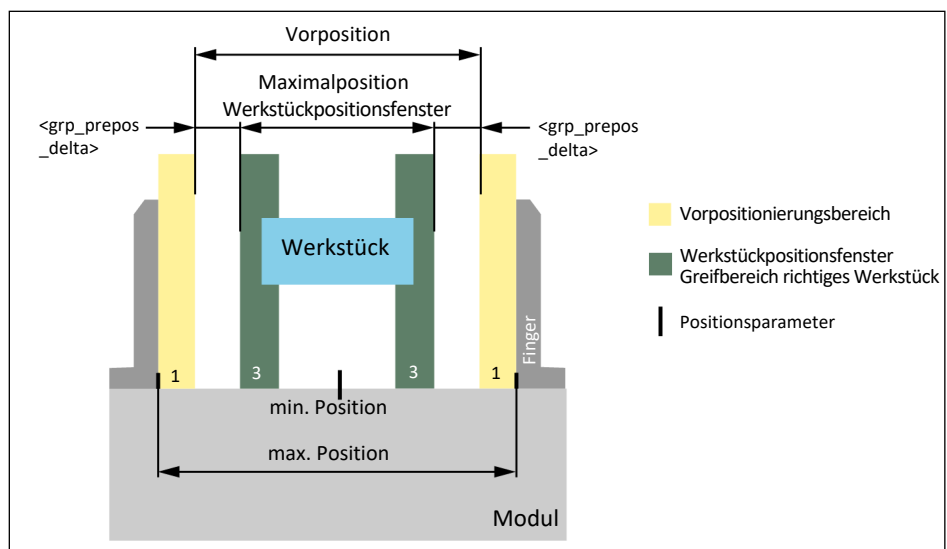 Vorposition
Maximalposition
Werkstückpositionsfenster
<grp_prepos
_delta>
<grp_prepos
_delta>
Werkstück
Vorpositionierungsbereich
Werkstückpositionsfenster
Greifbereich richtiges Werkstück
Positionsparameter
Finger
1
3
3
1
min. Position
max. Position
Modul